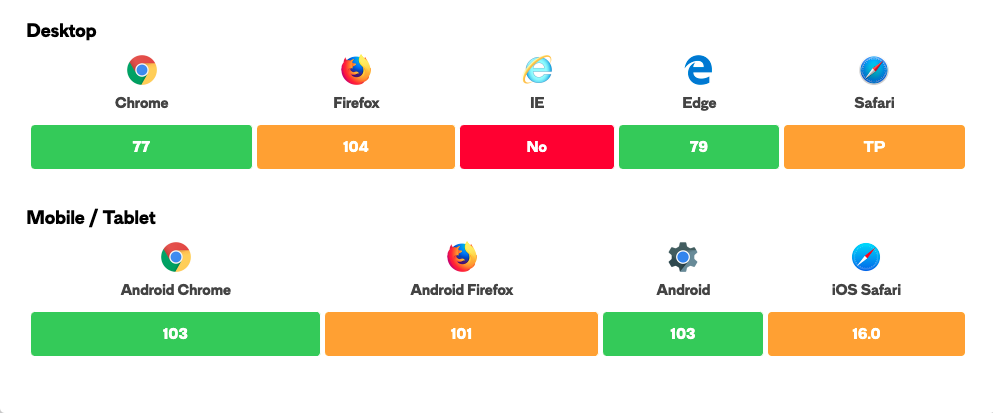 Desktop
Chrome Firefox IE Edge Safari
77 104 No 79 TP
Mobile / Tablet
Android Chrome Android Firefox Android iOS Safari
103 101 103 16.0